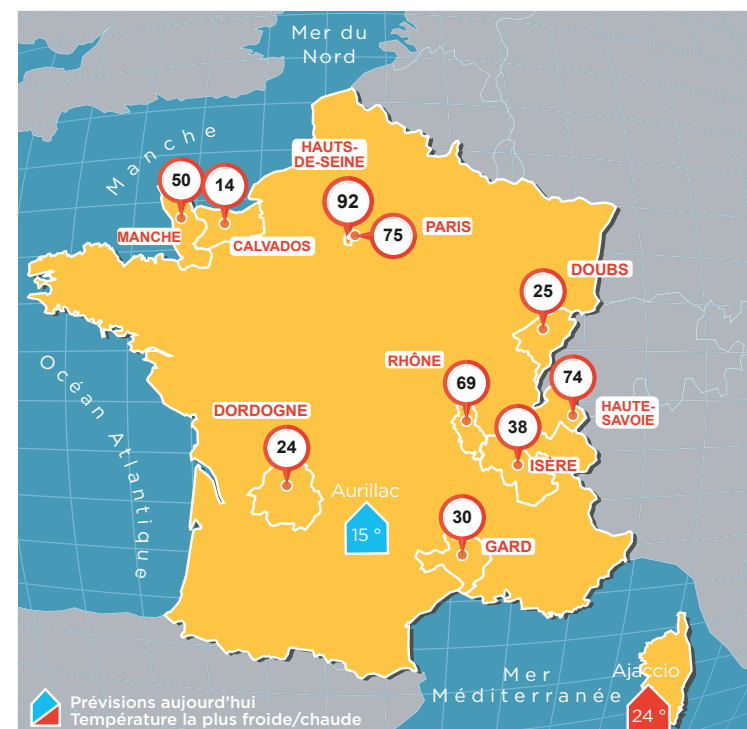 Mer du
Nord
Manche
HAUTS-
DE-SEINE
50
14
92
75
PARIS
MANCHE
CALVADOS
DOUBS
25
RHÔNE
69
74
HAUTE-
SAVOIE
DORDOGNE
24
38
ISÈRE
Océan Atlantique
Aurillac
15 °
30
GARD
Mer
Méditerranée
Ajaccio
24 °
Prévisions aujourd'hui
Température la plus froide/chaude